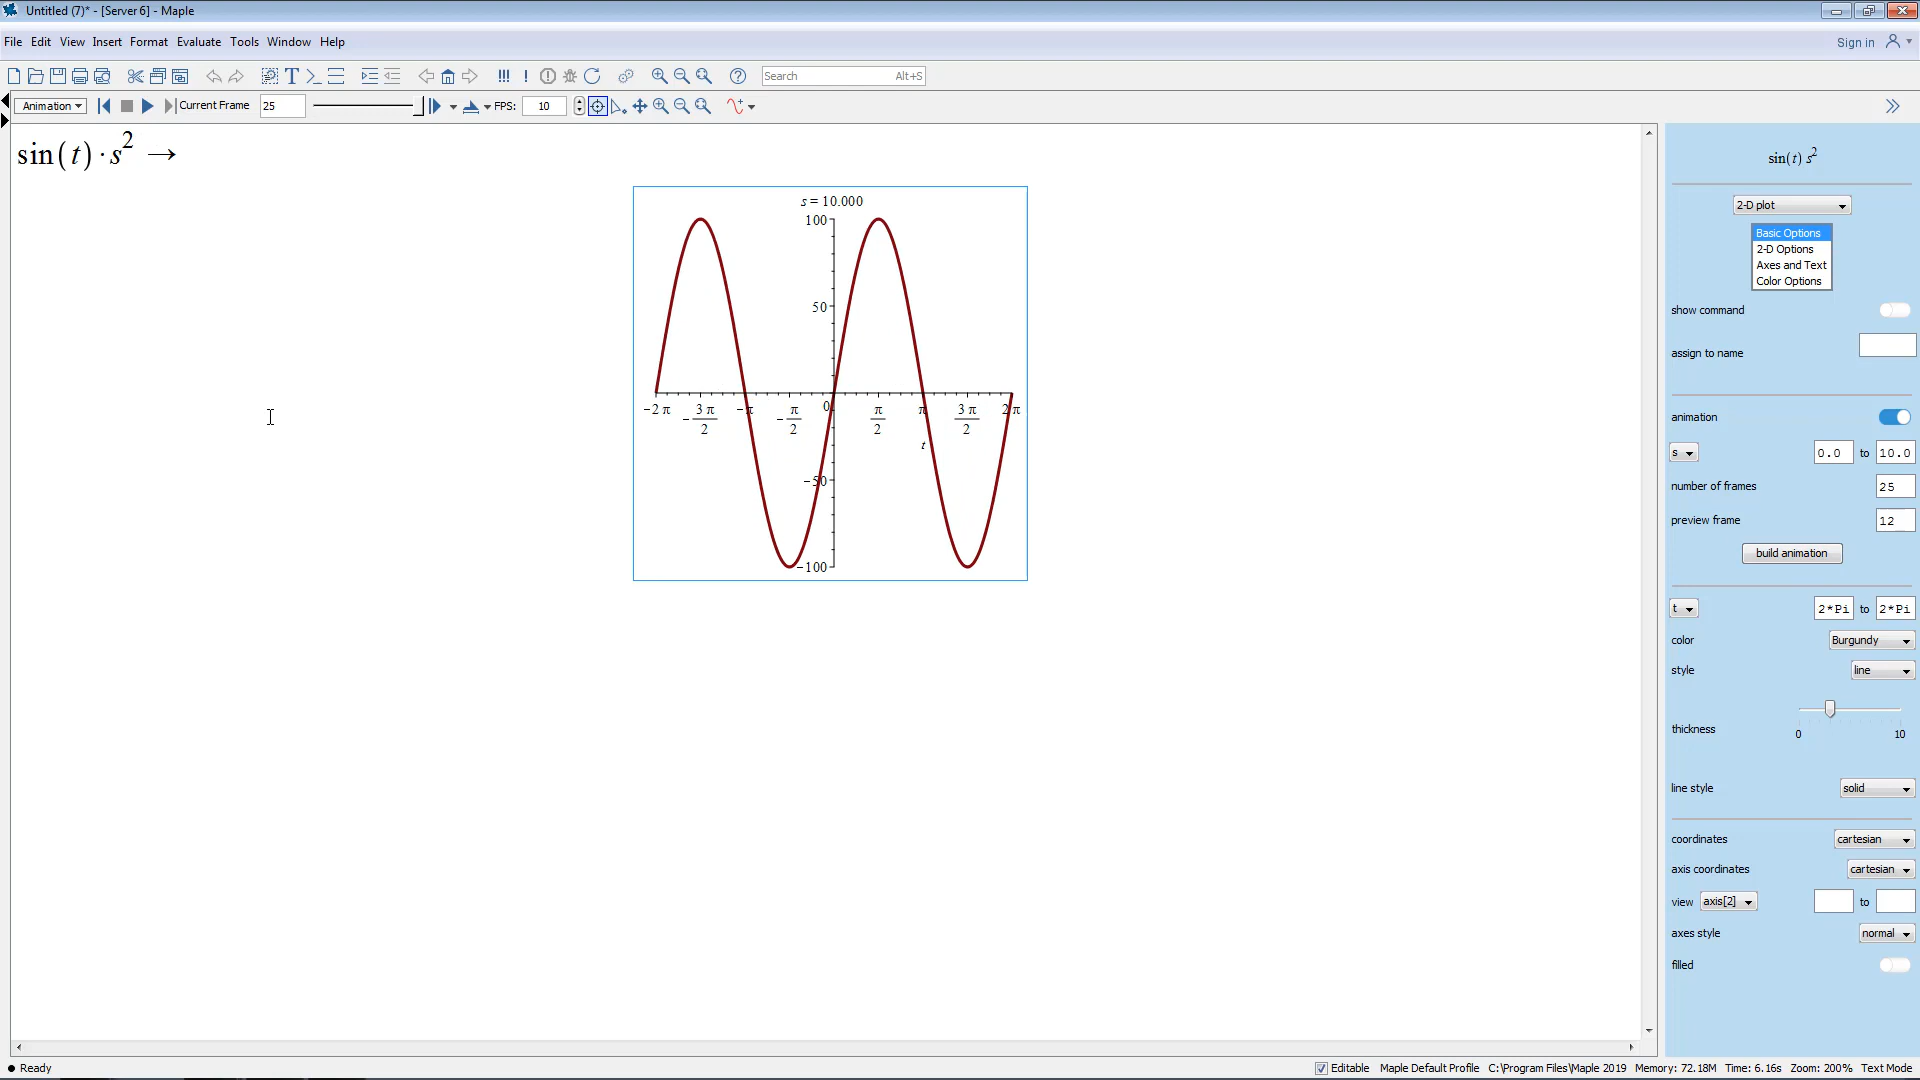 Untitled (7)* - [Server 6] - Maple
File Edit View Insert Format Evaluate Tools Window Help
Sign in
Search Alt+S
Animation Current Frame 25 FPS: 10
sin(t)·s² →
s = 10.000
100
50
−2 π −3 π/2 −π −π/2 0 π/2 π 3 π/2 2 π
t
−50
−100
sin(t) s²
2-D plot
Basic Options
2-D Options
Axes and Text
Color Options
show command
assign to name
animation
s 0.0 to 10.0
number of frames 25
preview frame 12
build animation
t 2*Pi to 2*Pi
color Burgundy
style line
thickness 0 10
line style solid
coordinates cartesian
axis coordinates cartesian
view axis[2] to
axes style normal
filled
Ready Editable Maple Default Profile C:\Program Files\Maple 2019 Memory: 72.18M Time: 6.16s Zoom: 200% Text Mode